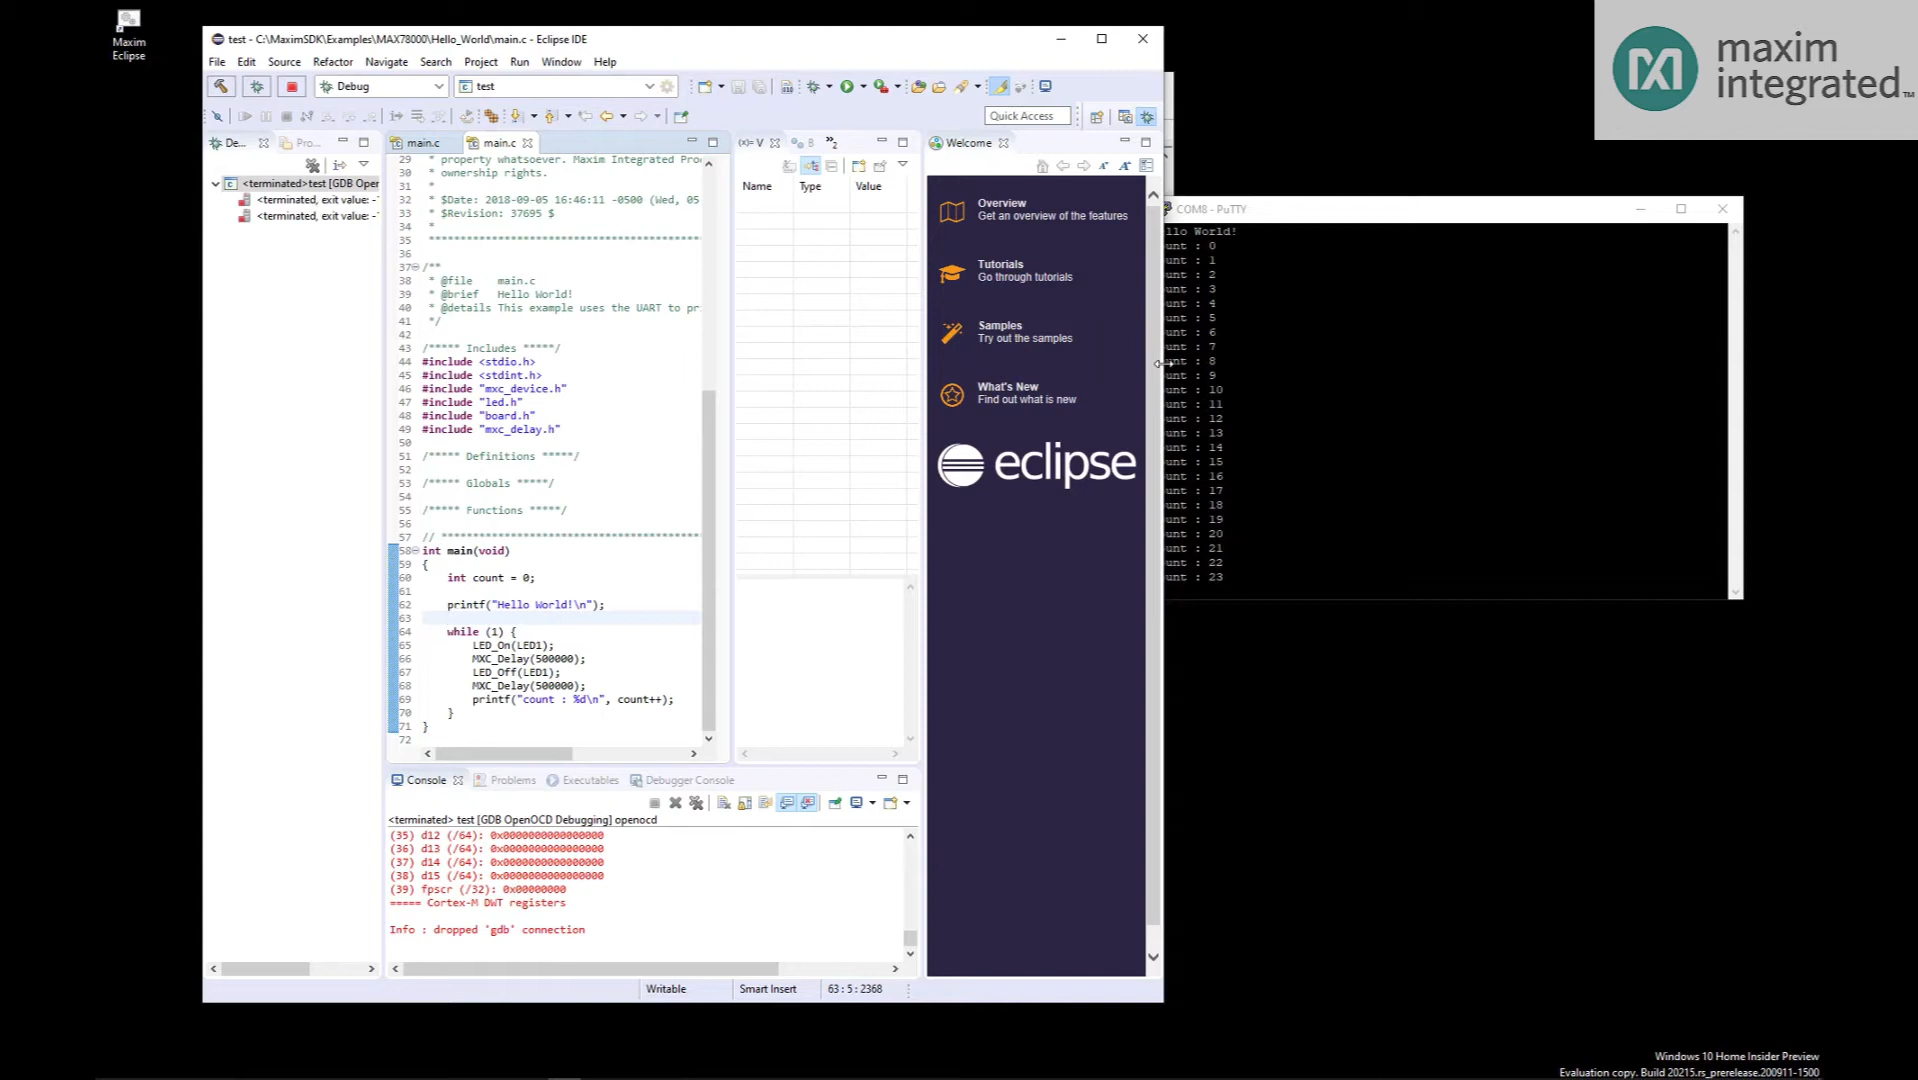 Maxim
Eclipse
test - C:\MaximSDK\Examples\MAX78000\Hello_World\main.c - Eclipse IDE
File Edit Source Refactor Navigate Search Project Run Window Help
Debug
test
Quick Access
De...
Pro...
<terminated>test [GDB Open
<terminated, exit value: -
<terminated, exit value: -
main.c
main.c
29 * property whatsoever. Maxim Integrated Pro
30 * ownership rights.
31 *
32 * $Date: 2018-09-05 16:46:11 -0500 (Wed, 05
33 * $Revision: 37695 $
34 *
35 **************************************
36
37 /**
38 * @file main.c
39 * @brief Hello World!
40 * @details This example uses the UART to pr
41 */
42
43 /***** Includes *****/
44 #include <stdio.h>
45 #include <stdint.h>
46 #include "mxc_device.h"
47 #include "led.h"
48 #include "board.h"
49 #include "mxc_delay.h"
50
51 /***** Definitions *****/
52
53 /***** Globals *****/
54
55 /***** Functions *****/
56
57 // ************************************
58 int main(void)
59 {
60 int count = 0;
61
62 printf("Hello World!\n");
63
64 while (1) {
65 LED_On(LED1);
66 MXC_Delay(500000);
67 LED_Off(LED1);
68 MXC_Delay(500000);
69 printf("count : %d\n", count++);
70 }
71 }
72
(x)= V
B
»2
Name Type Value
Welcome
Overview
Get an overview of the features
Tutorials
Go through tutorials
Samples
Try out the samples
What's New
Find out what is new
eclipse
Console Problems Executables Debugger Console
<terminated> test [GDB OpenOCD Debugging] openocd
(35) d12 (/64): 0x0000000000000000
(36) d13 (/64): 0x0000000000000000
(37) d14 (/64): 0x0000000000000000
(38) d15 (/64): 0x0000000000000000
(39) fpscr (/32): 0x00000000
===== Cortex-M DWT registers
Info : dropped 'gdb' connection
Writable Smart Insert 63 : 5 : 2368
COM8 - PuTTY
llo World!
unt : 0
unt : 1
unt : 2
unt : 3
unt : 4
unt : 5
unt : 6
unt : 7
unt : 8
unt : 9
unt : 10
unt : 11
unt : 12
unt : 13
unt : 14
unt : 15
unt : 16
unt : 17
unt : 18
unt : 19
unt : 20
unt : 21
unt : 22
unt : 23
maxim
integrated™
Windows 10 Home Insider Preview
Evaluation copy. Build 20215.rs_prerelease.200911-1500